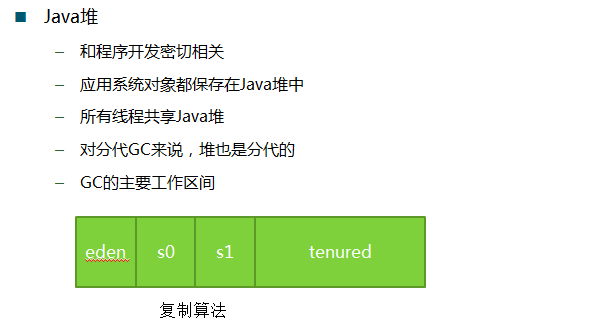 Java堆
和程序开发密切相关
应用系统对象都保存在Java堆中
所有线程共享Java堆
对分代GC来说，堆也是分代的
GC的主要工作区间
eden s0 s1 tenured
复制算法